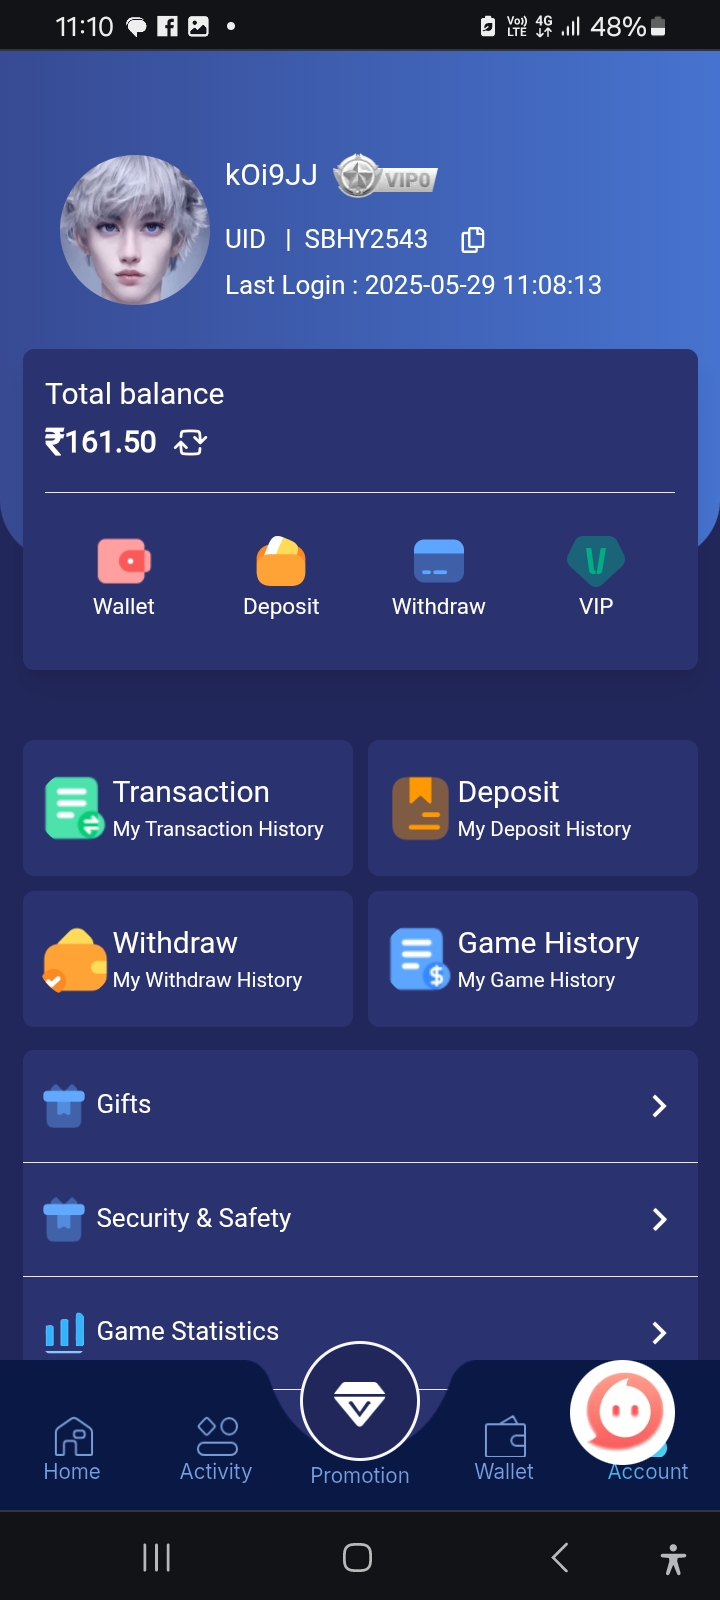 11:10 Vo)) LTE 4G 48%
kOi9JJ VIP0
UID | SBHY2543
Last Login : 2025-05-29 11:08:13
Total balance
₹161.50
Wallet Deposit Withdraw VIP
Transaction
My Transaction History
Deposit
My Deposit History
Withdraw
My Withdraw History
Game History
My Game History
Gifts
Security & Safety
Game Statistics
Home Activity Promotion Wallet Account